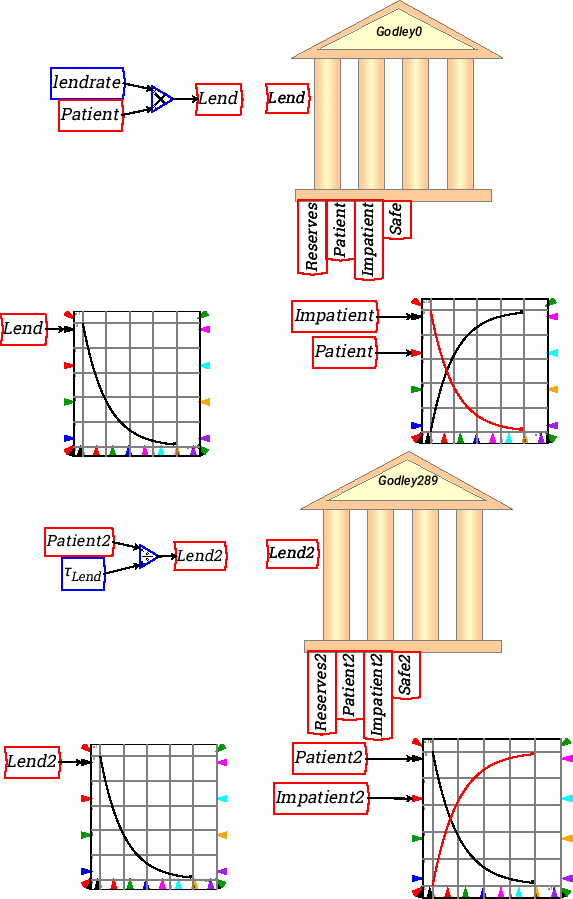 Godley0
lendrate
Patient
×
Lend
Lend
Reserves
Patient
Impatient
Safe
Lend
Impatient
Patient
Godley289
Patient2
τLend
÷
Lend2
Lend2
Reserves2
Patient2
Impatient2
Safe2
Lend2
Patient2
Impatient2